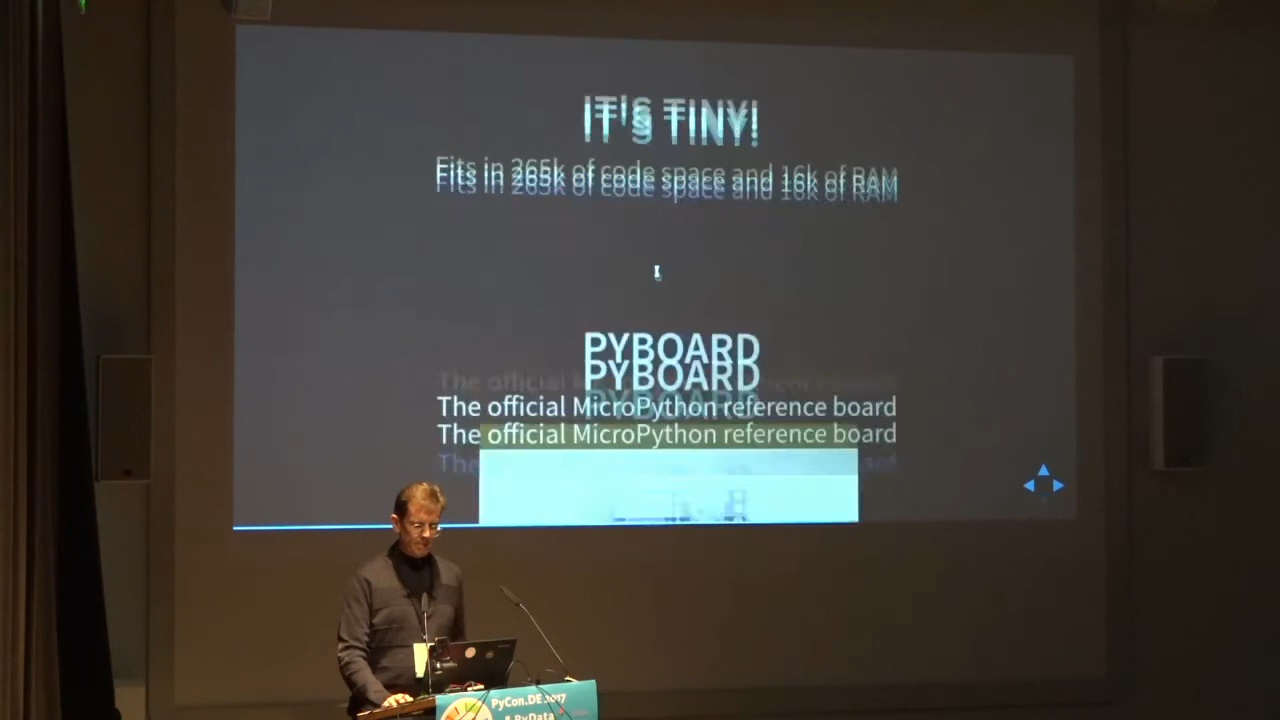 IT'S TINY!
Fits in 265k of code space and 16k of RAM
PYBOARD
The official MicroPython reference board
PyCon.DE 2017
& PyData